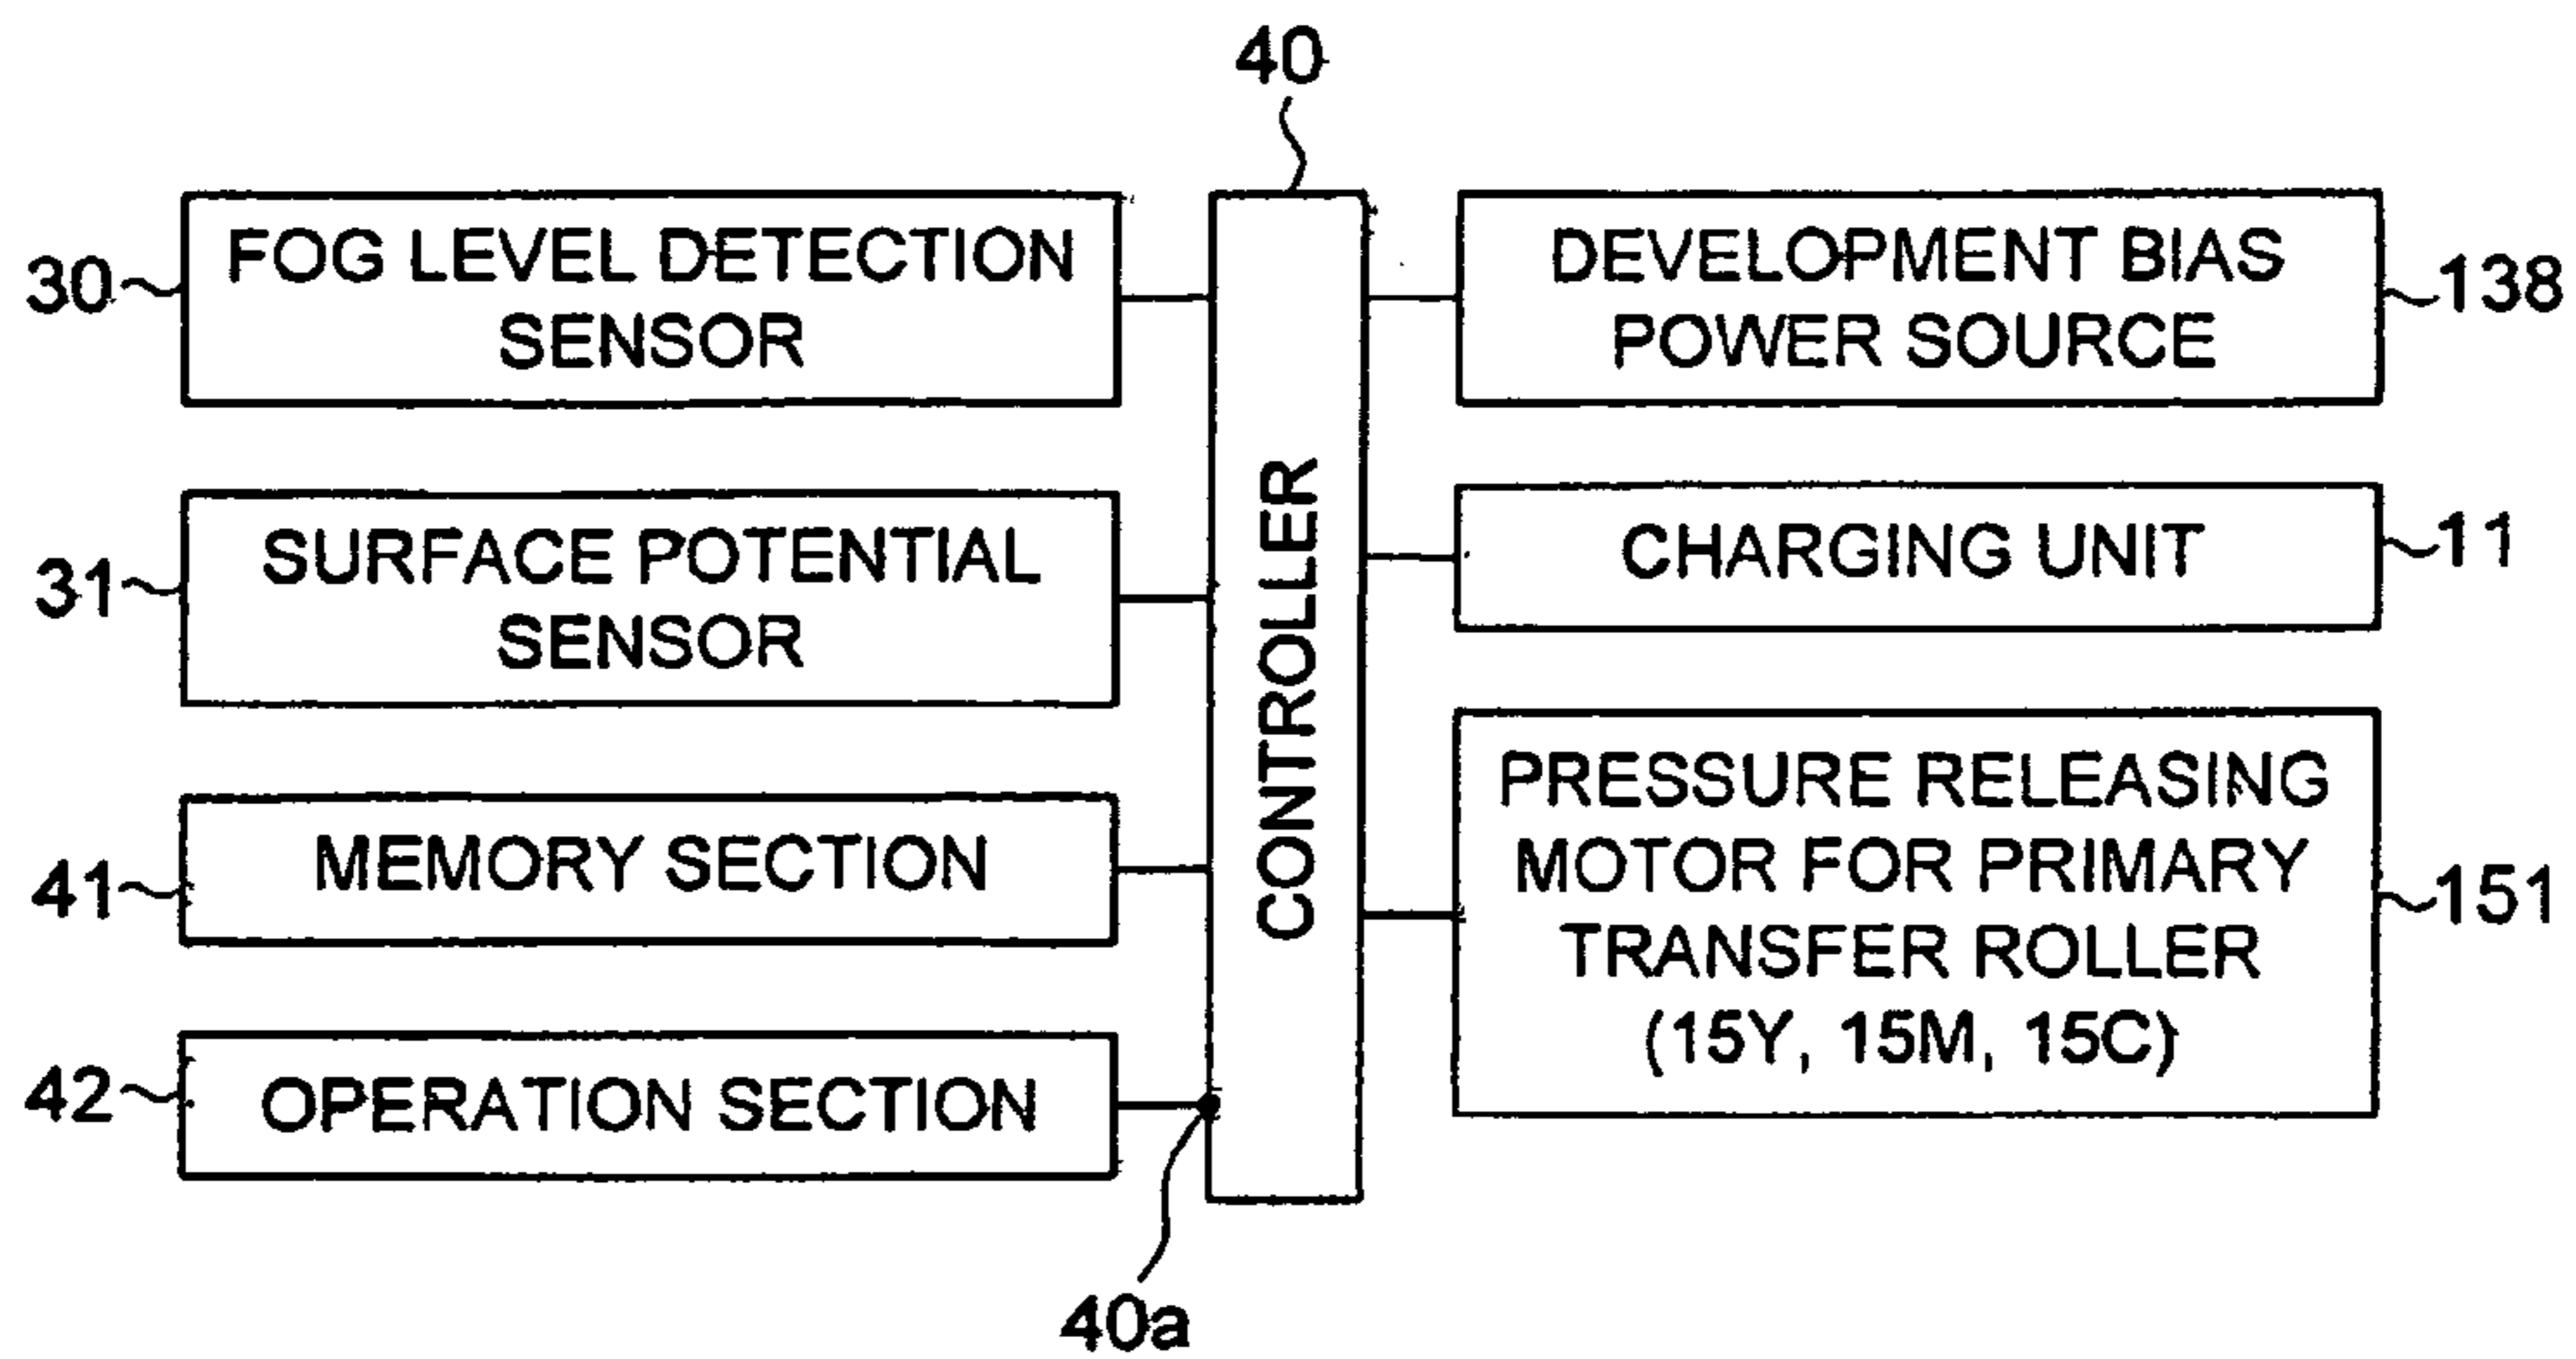 40
30
FOG LEVEL DETECTION
SENSOR
31
SURFACE POTENTIAL
SENSOR
41
MEMORY SECTION
42
OPERATION SECTION
CONTROLLER
40a
DEVELOPMENT BIAS
POWER SOURCE
138
CHARGING UNIT
11
PRESSURE RELEASING
MOTOR FOR PRIMARY
TRANSFER ROLLER
(15Y, 15M, 15C)
151